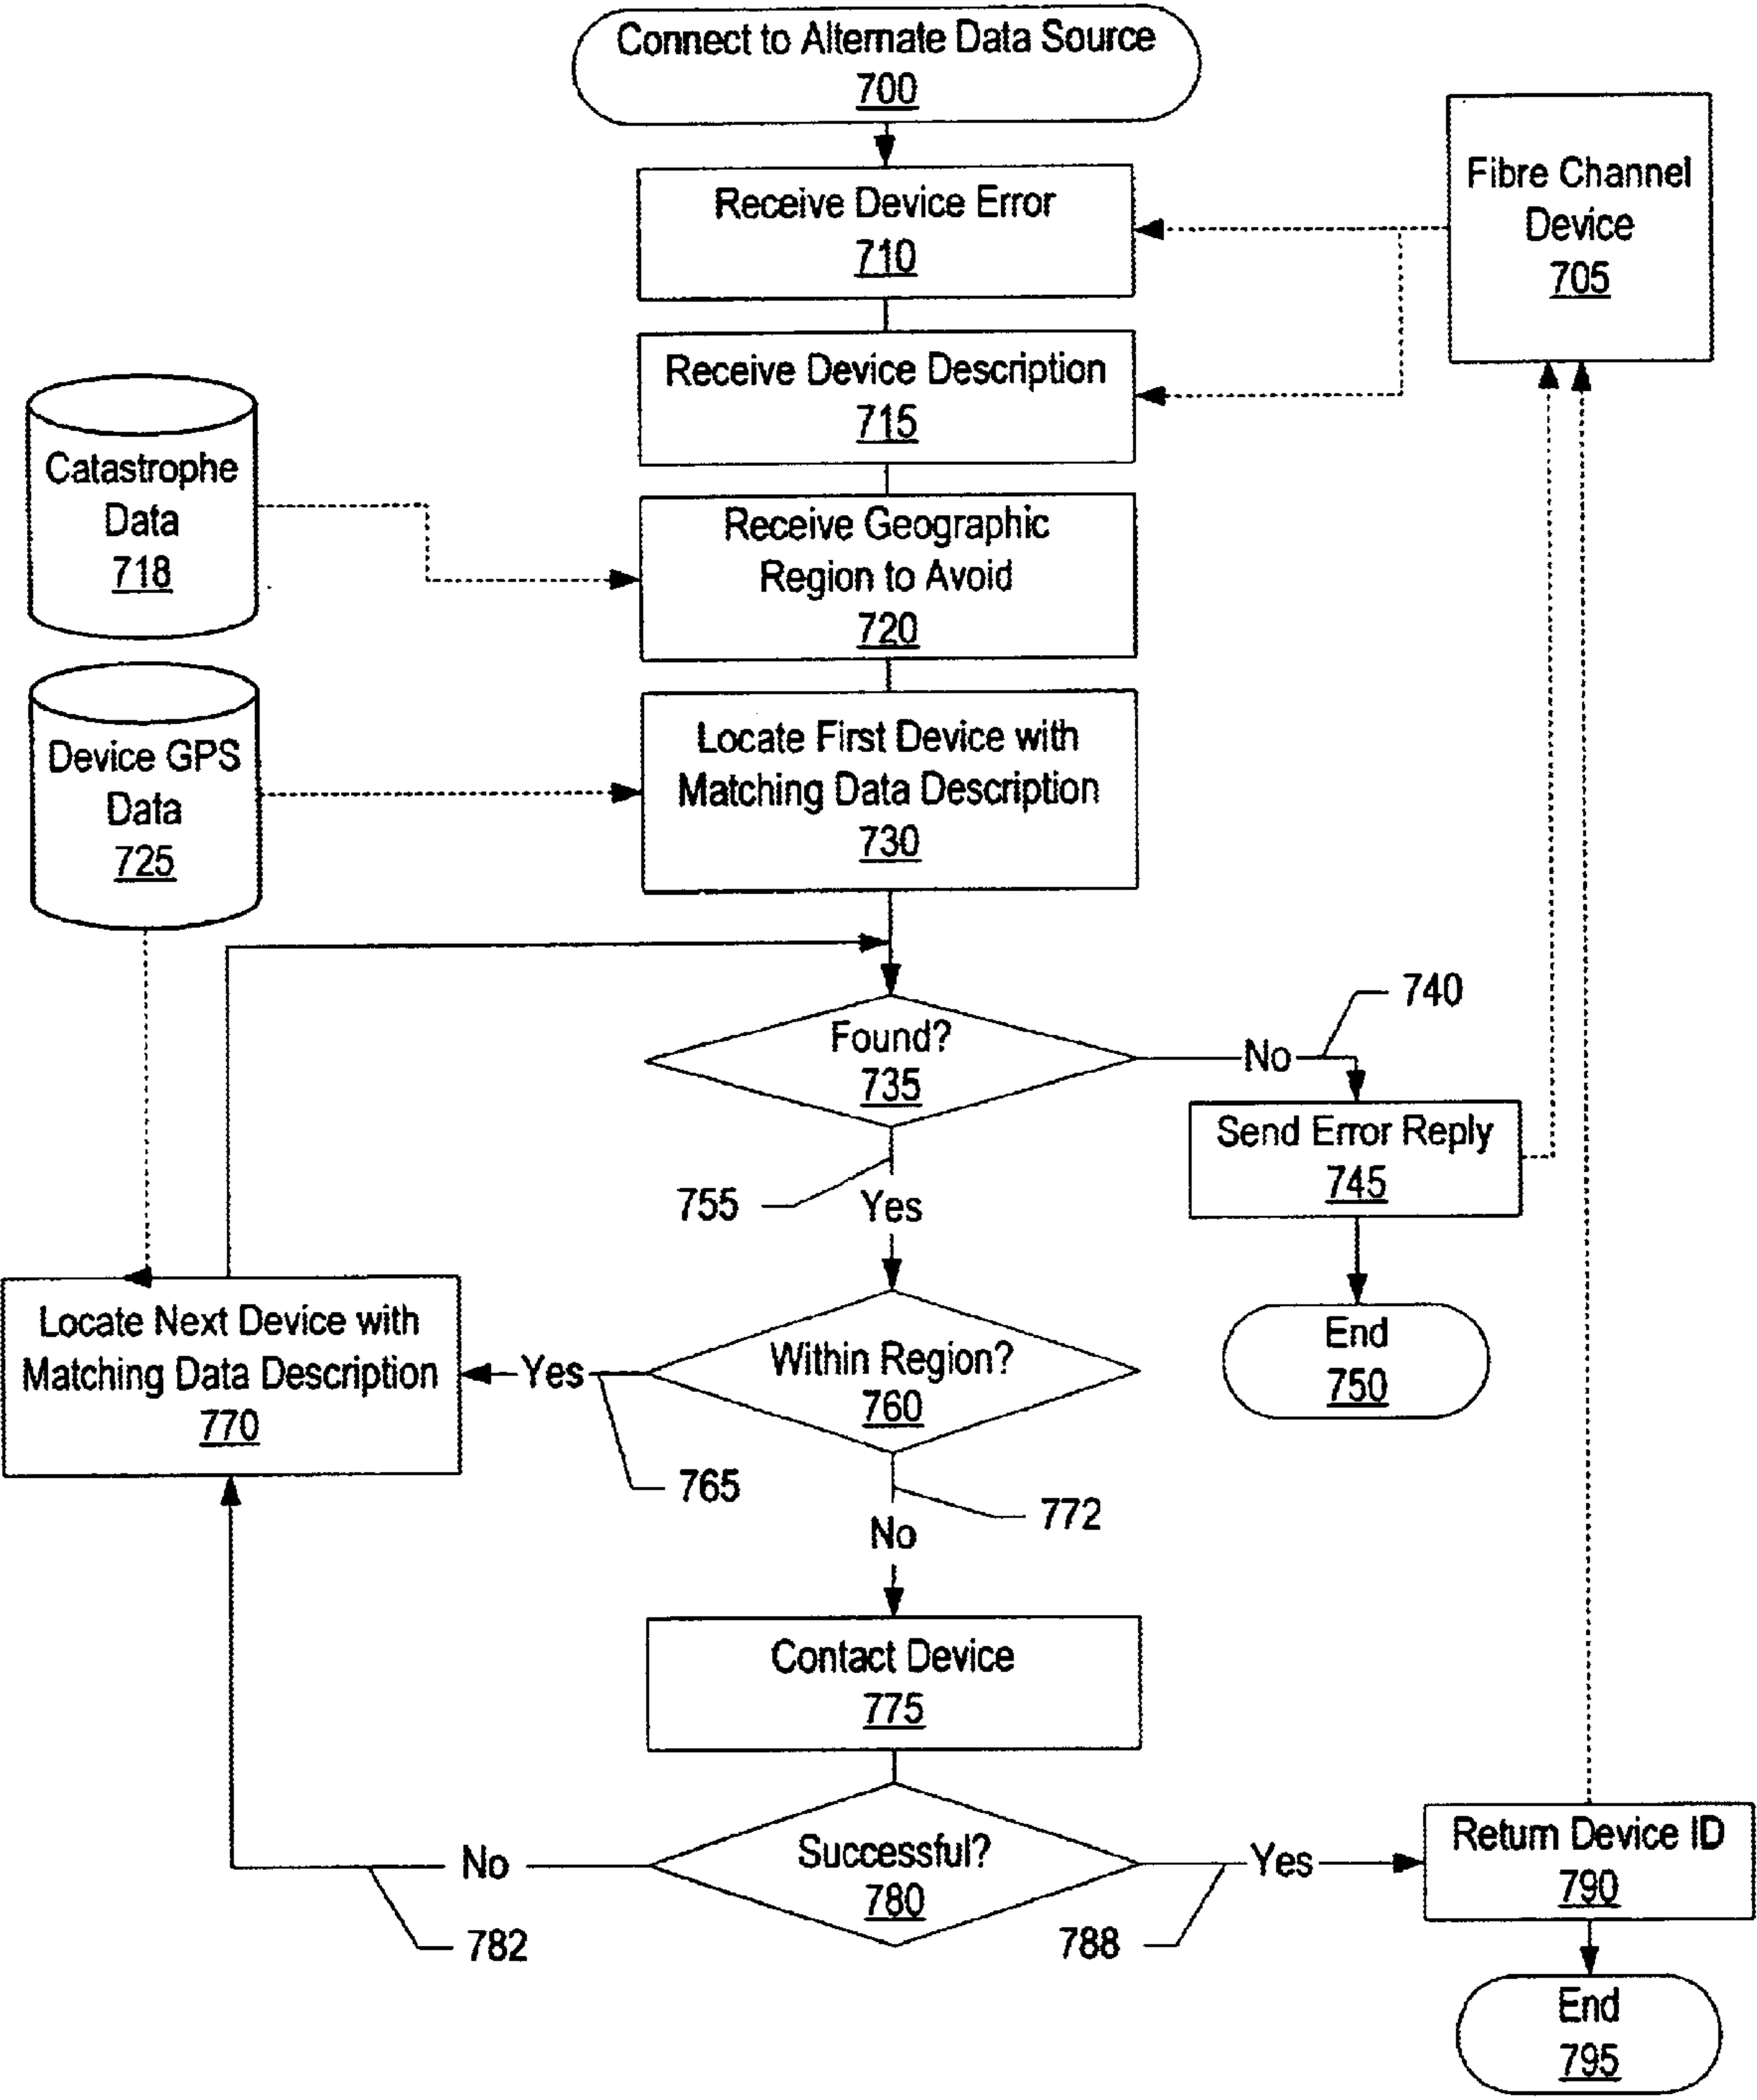 Connect to Alternate Data Source
700
Receive Device Error
710
Fibre Channel
Device
705
Receive Device Description
715
Catastrophe
Data
718
Receive Geographic
Region to Avoid
720
Device GPS
Data
725
Locate First Device with
Matching Data Description
730
Found?
735
No
740
Send Error Reply
745
End
750
755
Yes
Within Region?
760
Yes
765
Locate Next Device with
Matching Data Description
770
772
No
Contact Device
775
Successful?
780
No
782
Yes
788
Return Device ID
790
End
795